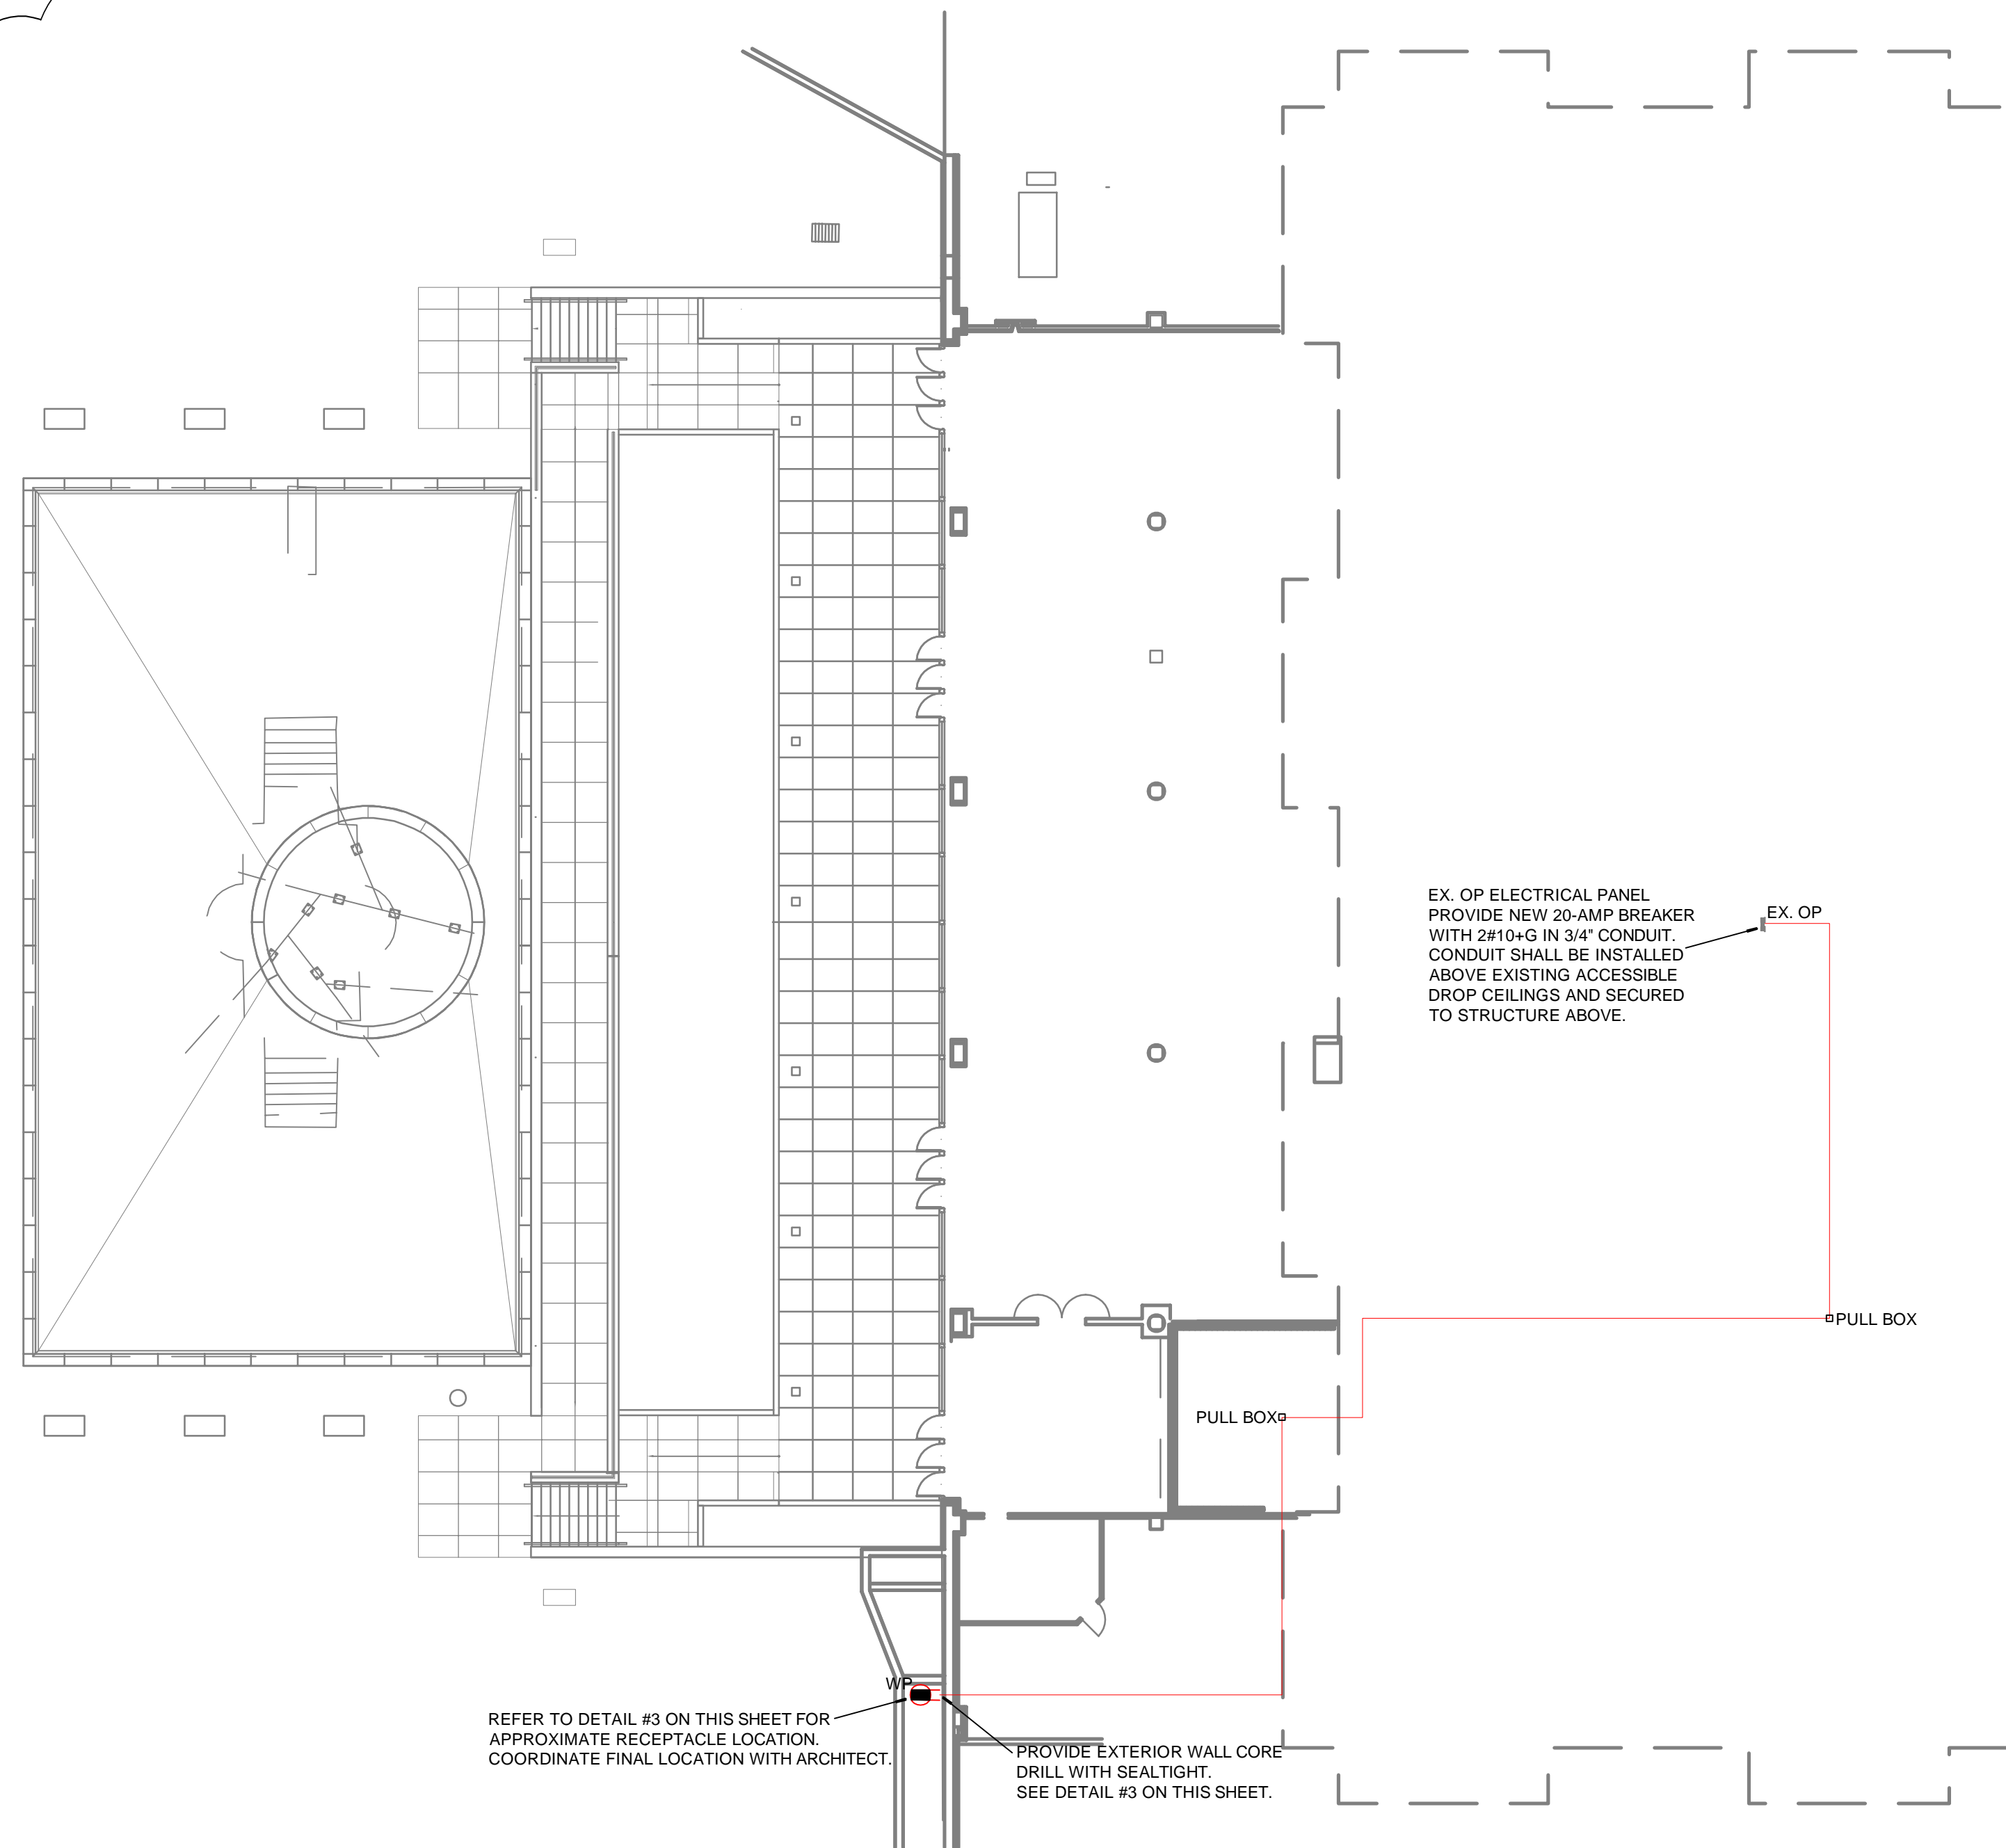 EX. OP ELECTRICAL PANEL
PROVIDE NEW 20-AMP BREAKER
WITH 2#10+G IN 3/4" CONDUIT.
CONDUIT SHALL BE INSTALLED
ABOVE EXISTING ACCESSIBLE
DROP CEILINGS AND SECURED
TO STRUCTURE ABOVE.
EX. OP
PULL BOX
PULL BOX
WP
REFER TO DETAIL #3 ON THIS SHEET FOR
APPROXIMATE RECEPTACLE LOCATION.
COORDINATE FINAL LOCATION WITH ARCHITECT.
PROVIDE EXTERIOR WALL CORE
DRILL WITH SEALTIGHT.
SEE DETAIL #3 ON THIS SHEET.